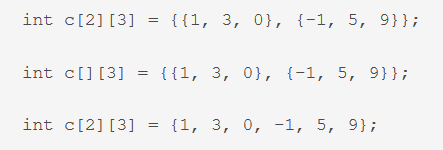 int c[2][3] = {{1, 3, 0}, {-1, 5, 9}};
int c[][3] = {{1, 3, 0}, {-1, 5, 9}};
int c[2][3] = {1, 3, 0, -1, 5, 9};